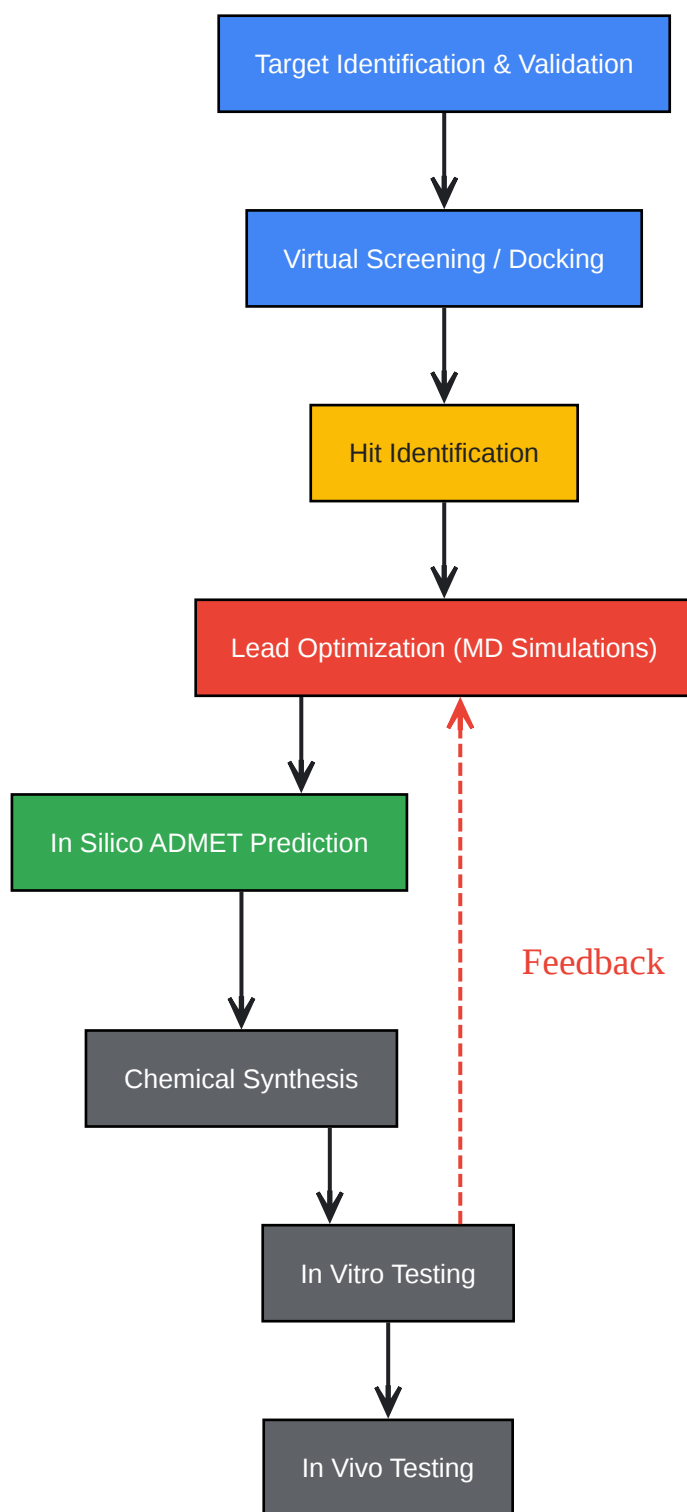 Target Identification & Validation
Virtual Screening / Docking
Hit Identification
Lead Optimization (MD Simulations)
In Silico ADMET Prediction
Feedback
Chemical Synthesis
In Vitro Testing
In Vivo Testing